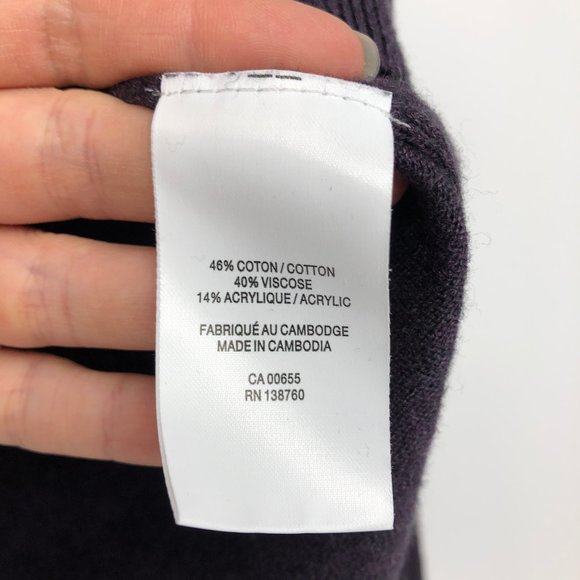 46% COTON / COTTON
40% VISCOSE
14% ACRYLIQUE / ACRYLIC
FABRIQUÉ AU CAMBODGE
MADE IN CAMBODIA
CA 00655
RN 138760